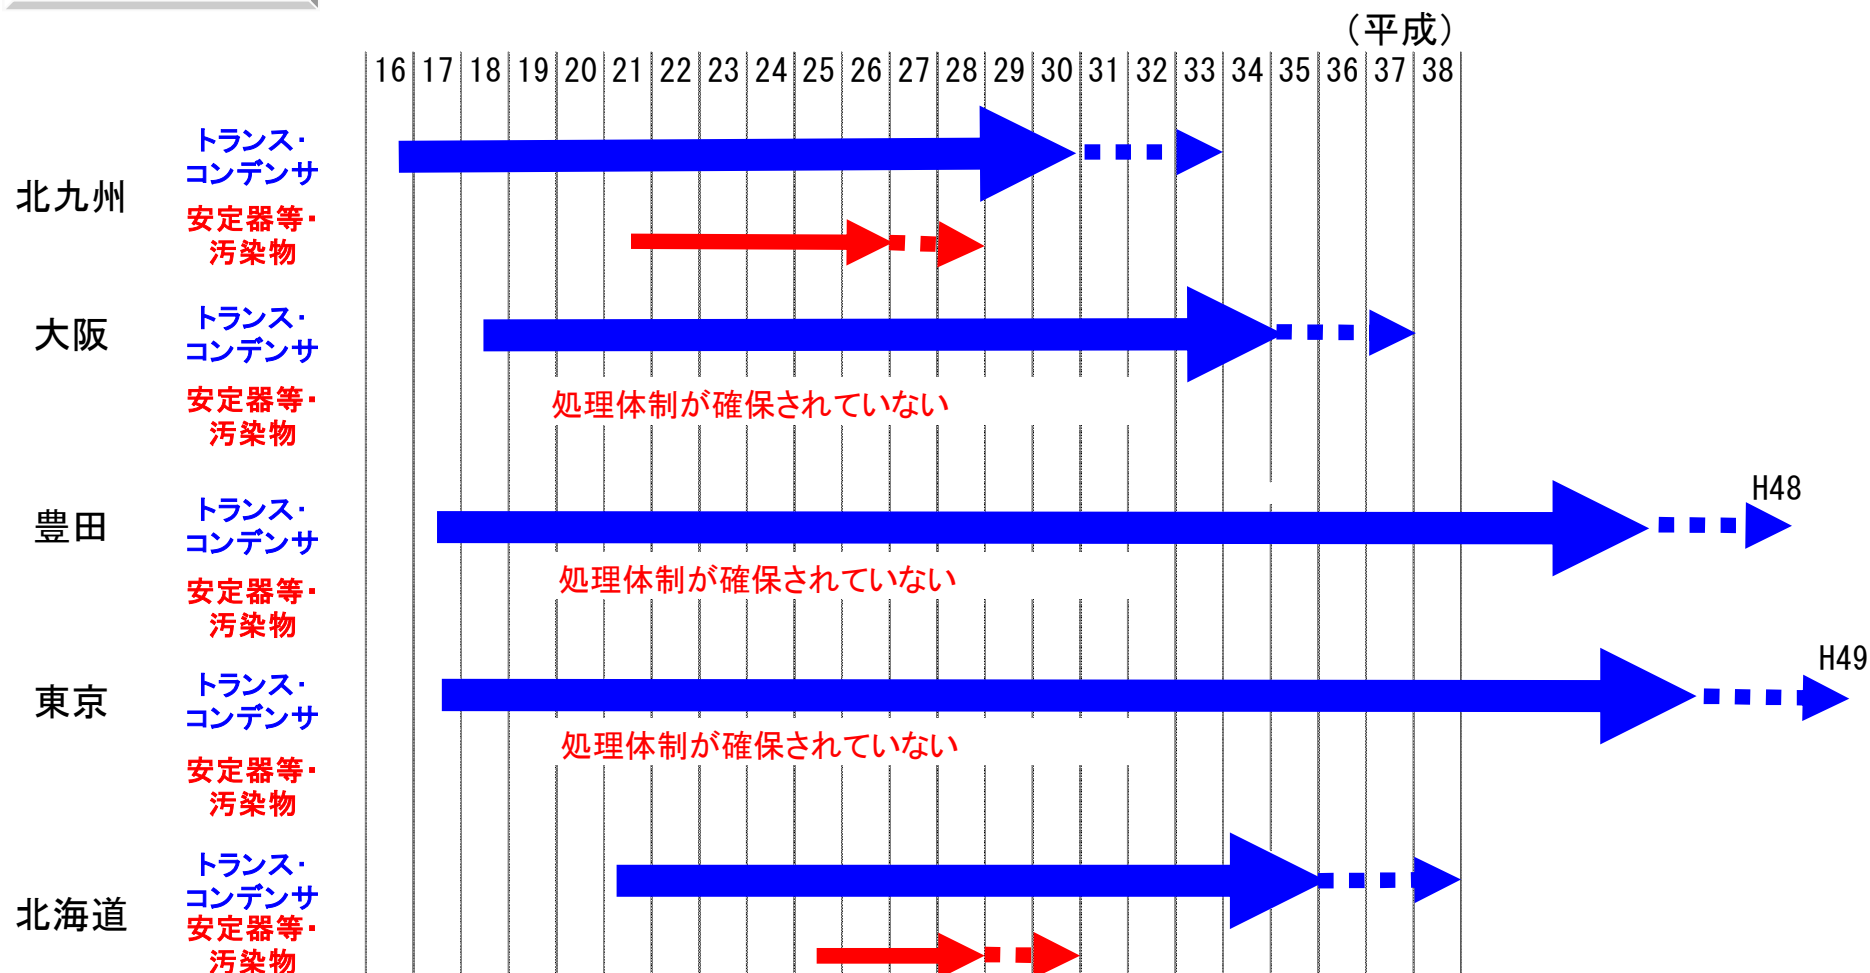 (平成)
16 17 18 19 20 21 22 23 24 25 26 27 28 29 30 31 32 33 34 35 36 37 38
北九州
トランス・
コンデンサ
安定器等・
汚染物
大阪
トランス・
コンデンサ
安定器等・
汚染物
処理体制が確保されていない
豊田
トランス・
コンデンサ
H48
安定器等・
汚染物
処理体制が確保されていない
東京
トランス・
コンデンサ
H49
安定器等・
汚染物
処理体制が確保されていない
北海道
トランス・
コンデンサ
安定器等・
汚染物